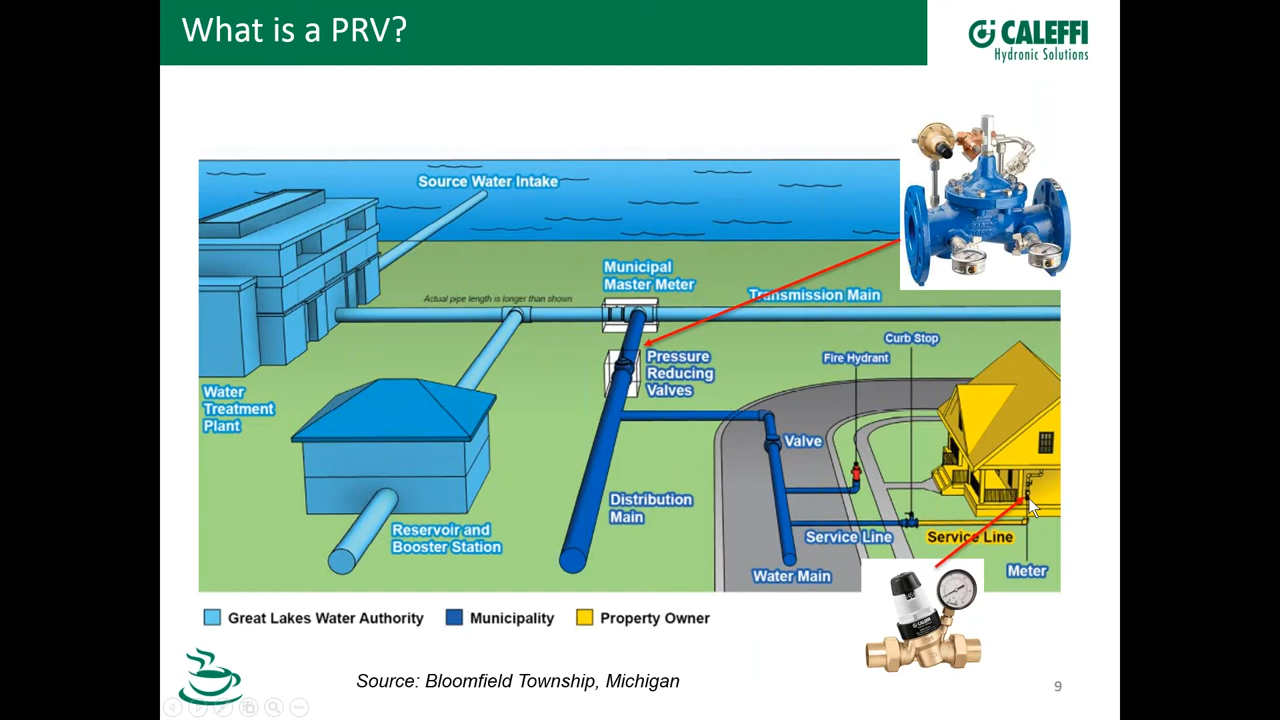 What is a PRV?
CALEFFI
Hydronic Solutions
Source Water Intake
Municipal
Master Meter
Actual pipe length is longer than shown
Transmission Main
Curb Stop
Fire Hydrant
Pressure
Reducing
Valves
Water
Treatment
Plant
Valve
Distribution
Main
Reservoir and
Booster Station
Service Line
Service Line
Water Main
Meter
CALEFFI
Great Lakes Water Authority
Municipality
Property Owner
Source: Bloomfield Township, Michigan
9